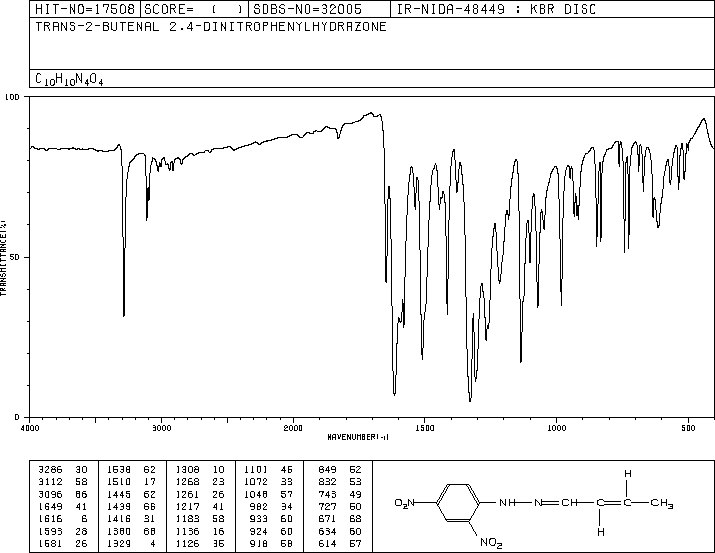 HIT-NO=17508 SCORE= ( ) SDBS-NO=32005 IR-NIDA-48449 : KBR DISC
TRANS-2-BUTENAL 2,4-DINITROPHENYLHYDRAZONE
C10H10N4O4
100
50
0
TRANSMITTANCE(%)
4000 3000 2000 1500 1000 500
WAVENUMBER(-1)
3286 30 1538 62 1308 10 1101 46 849 52
3112 58 1510 17 1268 23 1072 33 832 53
3096 66 1445 62 1261 26 1048 57 743 49
1649 41 1439 66 1217 41 982 34 727 50
1616 6 1416 31 1183 58 933 60 671 68
1593 28 1380 68 1136 16 924 60 634 60
1581 26 1329 4 1126 36 918 58 614 57
O2N NH N CH CH3
H
H
NO2